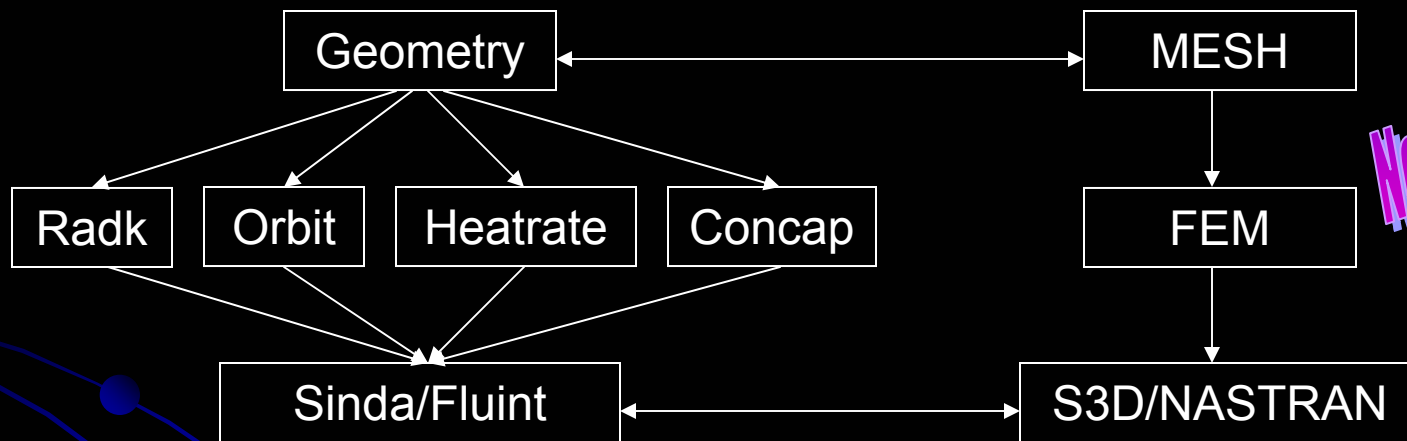 Geometry
MESH
Radk
Orbit
Heatrate
Concap
FEM
Sinda/Fluint
S3D/NASTRAN